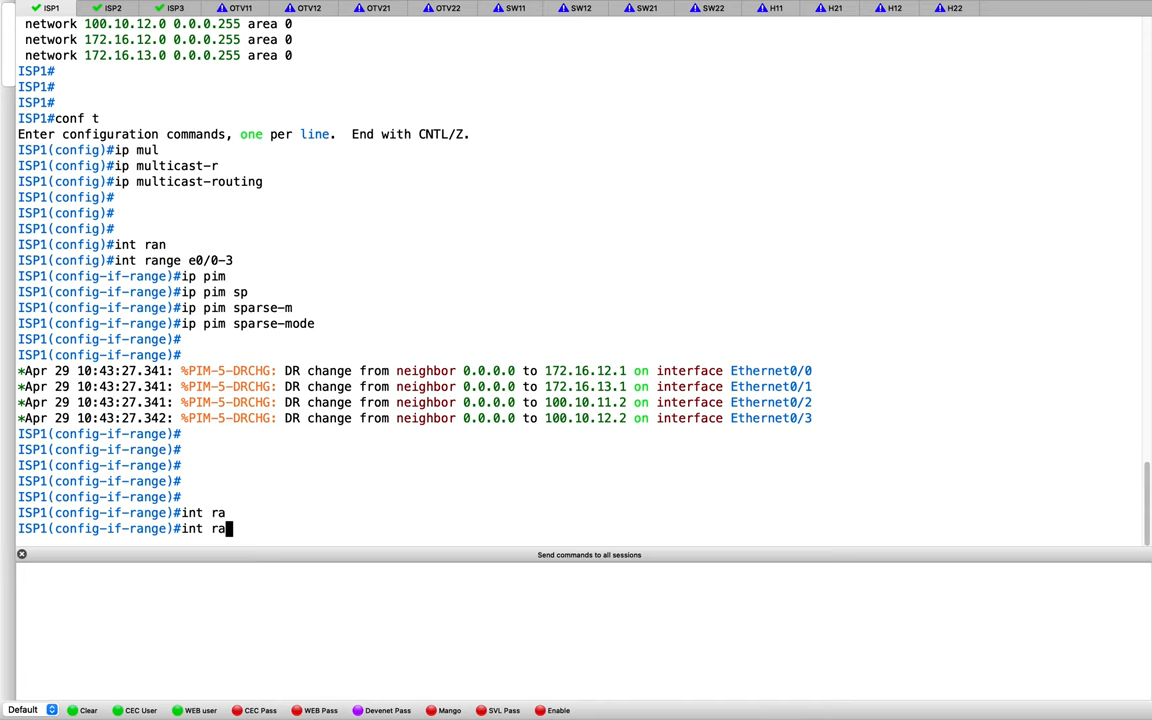 ISP1 ISP2 ISP3 OTV11 OTV12 OTV21 OTV22 SW11 SW12 SW21 SW22 H11 H21 H12 H22
network 100.10.12.0 0.0.0.255 area 0
network 172.16.12.0 0.0.0.255 area 0
network 172.16.13.0 0.0.0.255 area 0
ISP1#
ISP1#
ISP1#
ISP1#conf t
Enter configuration commands, one per line.  End with CNTL/Z.
ISP1(config)#ip mul
ISP1(config)#ip multicast-r
ISP1(config)#ip multicast-routing
ISP1(config)#
ISP1(config)#
ISP1(config)#
ISP1(config)#int ran
ISP1(config)#int range e0/0-3
ISP1(config-if-range)#ip pim
ISP1(config-if-range)#ip pim sp
ISP1(config-if-range)#ip pim sparse-m
ISP1(config-if-range)#ip pim sparse-mode
ISP1(config-if-range)#
ISP1(config-if-range)#
*Apr 29 10:43:27.341: %PIM-5-DRCHG: DR change from neighbor 0.0.0.0 to 172.16.12.1 on interface Ethernet0/0
*Apr 29 10:43:27.341: %PIM-5-DRCHG: DR change from neighbor 0.0.0.0 to 172.16.13.1 on interface Ethernet0/1
*Apr 29 10:43:27.341: %PIM-5-DRCHG: DR change from neighbor 0.0.0.0 to 100.10.11.2 on interface Ethernet0/2
*Apr 29 10:43:27.342: %PIM-5-DRCHG: DR change from neighbor 0.0.0.0 to 100.10.12.2 on interface Ethernet0/3
ISP1(config-if-range)#
ISP1(config-if-range)#
ISP1(config-if-range)#
ISP1(config-if-range)#
ISP1(config-if-range)#
ISP1(config-if-range)#int ra
ISP1(config-if-range)#int ra
Send commands to all sessions
Default Clear CEC User WEB user CEC Pass WEB Pass Devenet Pass Mango SVL Pass Enable